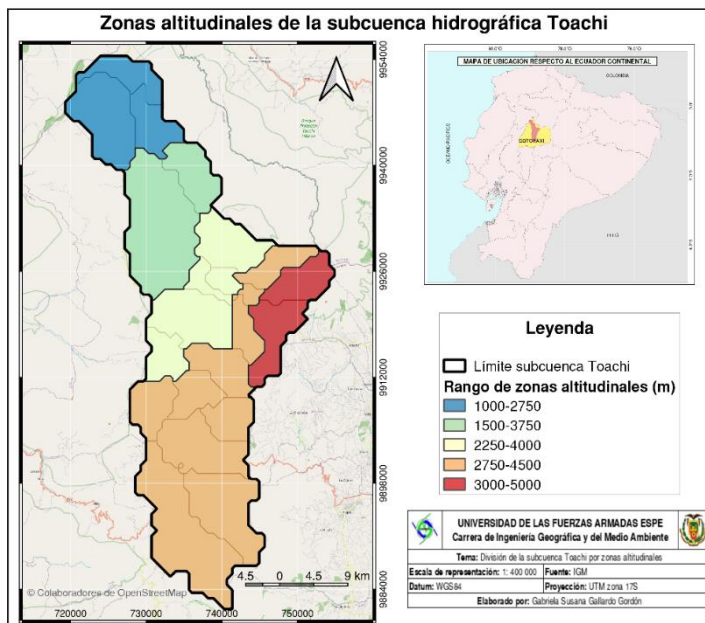 Zonas altitudinales de la subcuenca hidrográfica Toachi
9954000
9940000
9926000
9912000
9898000
9884000
4.5 0 4.5 9 km
© Colaboradores de OpenStreetMap
720000 730000 740000 750000
MAPA DE UBICACIÓN RESPECTO AL ECUADOR CONTINENTAL
COLOMBIA
OCEANO PACIFICO
COTOPAXI
PERÚ
Leyenda
Límite subcuenca Toachi
Rango de zonas altitudinales (m)
1000-2750
1500-3750
2250-4000
2750-4500
3000-5000
UNIVERSIDAD DE LAS FUERZAS ARMADAS ESPE
Carrera de Ingeniería Geográfica y del Medio Ambiente
Tema: División de la subcuenca Toachi por zonas altitudinales
Escala de representación: 1: 400 000 Fuente: IGM
Datum: WGS84 Proyección: UTM zona 17S
Elaborado por: Gabriela Susana Gallardo Gordón